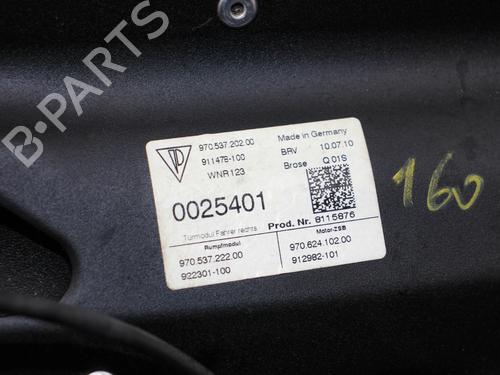 B-PARTS
970.537.202.00 Made in Germany
911478-100 BRV 10.07.10
WNR 123 Brose Q 01S
0025401
Prod. Nr. 8115876
Turmodul Fahrer rechts
Rumpfmodul Motor-ZSB
970.537.222.00 970.624.102.00
922301-100 912982-101
160